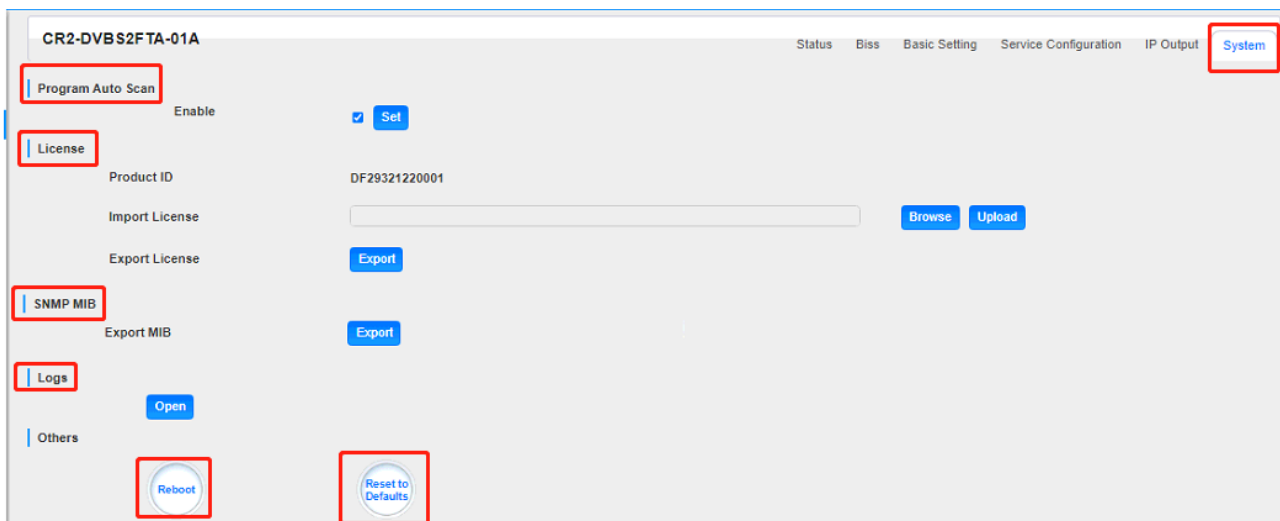 CR2-DVBS2FTA-01A
Status Biss Basic Setting Service Configuration IP Output System
Program Auto Scan
Enable Set
License
Product ID DF29321220001
Import License Browse Upload
Export License Export
SNMP MIB
Export MIB Export
Logs
Open
Others
Reboot Reset to
Defaults